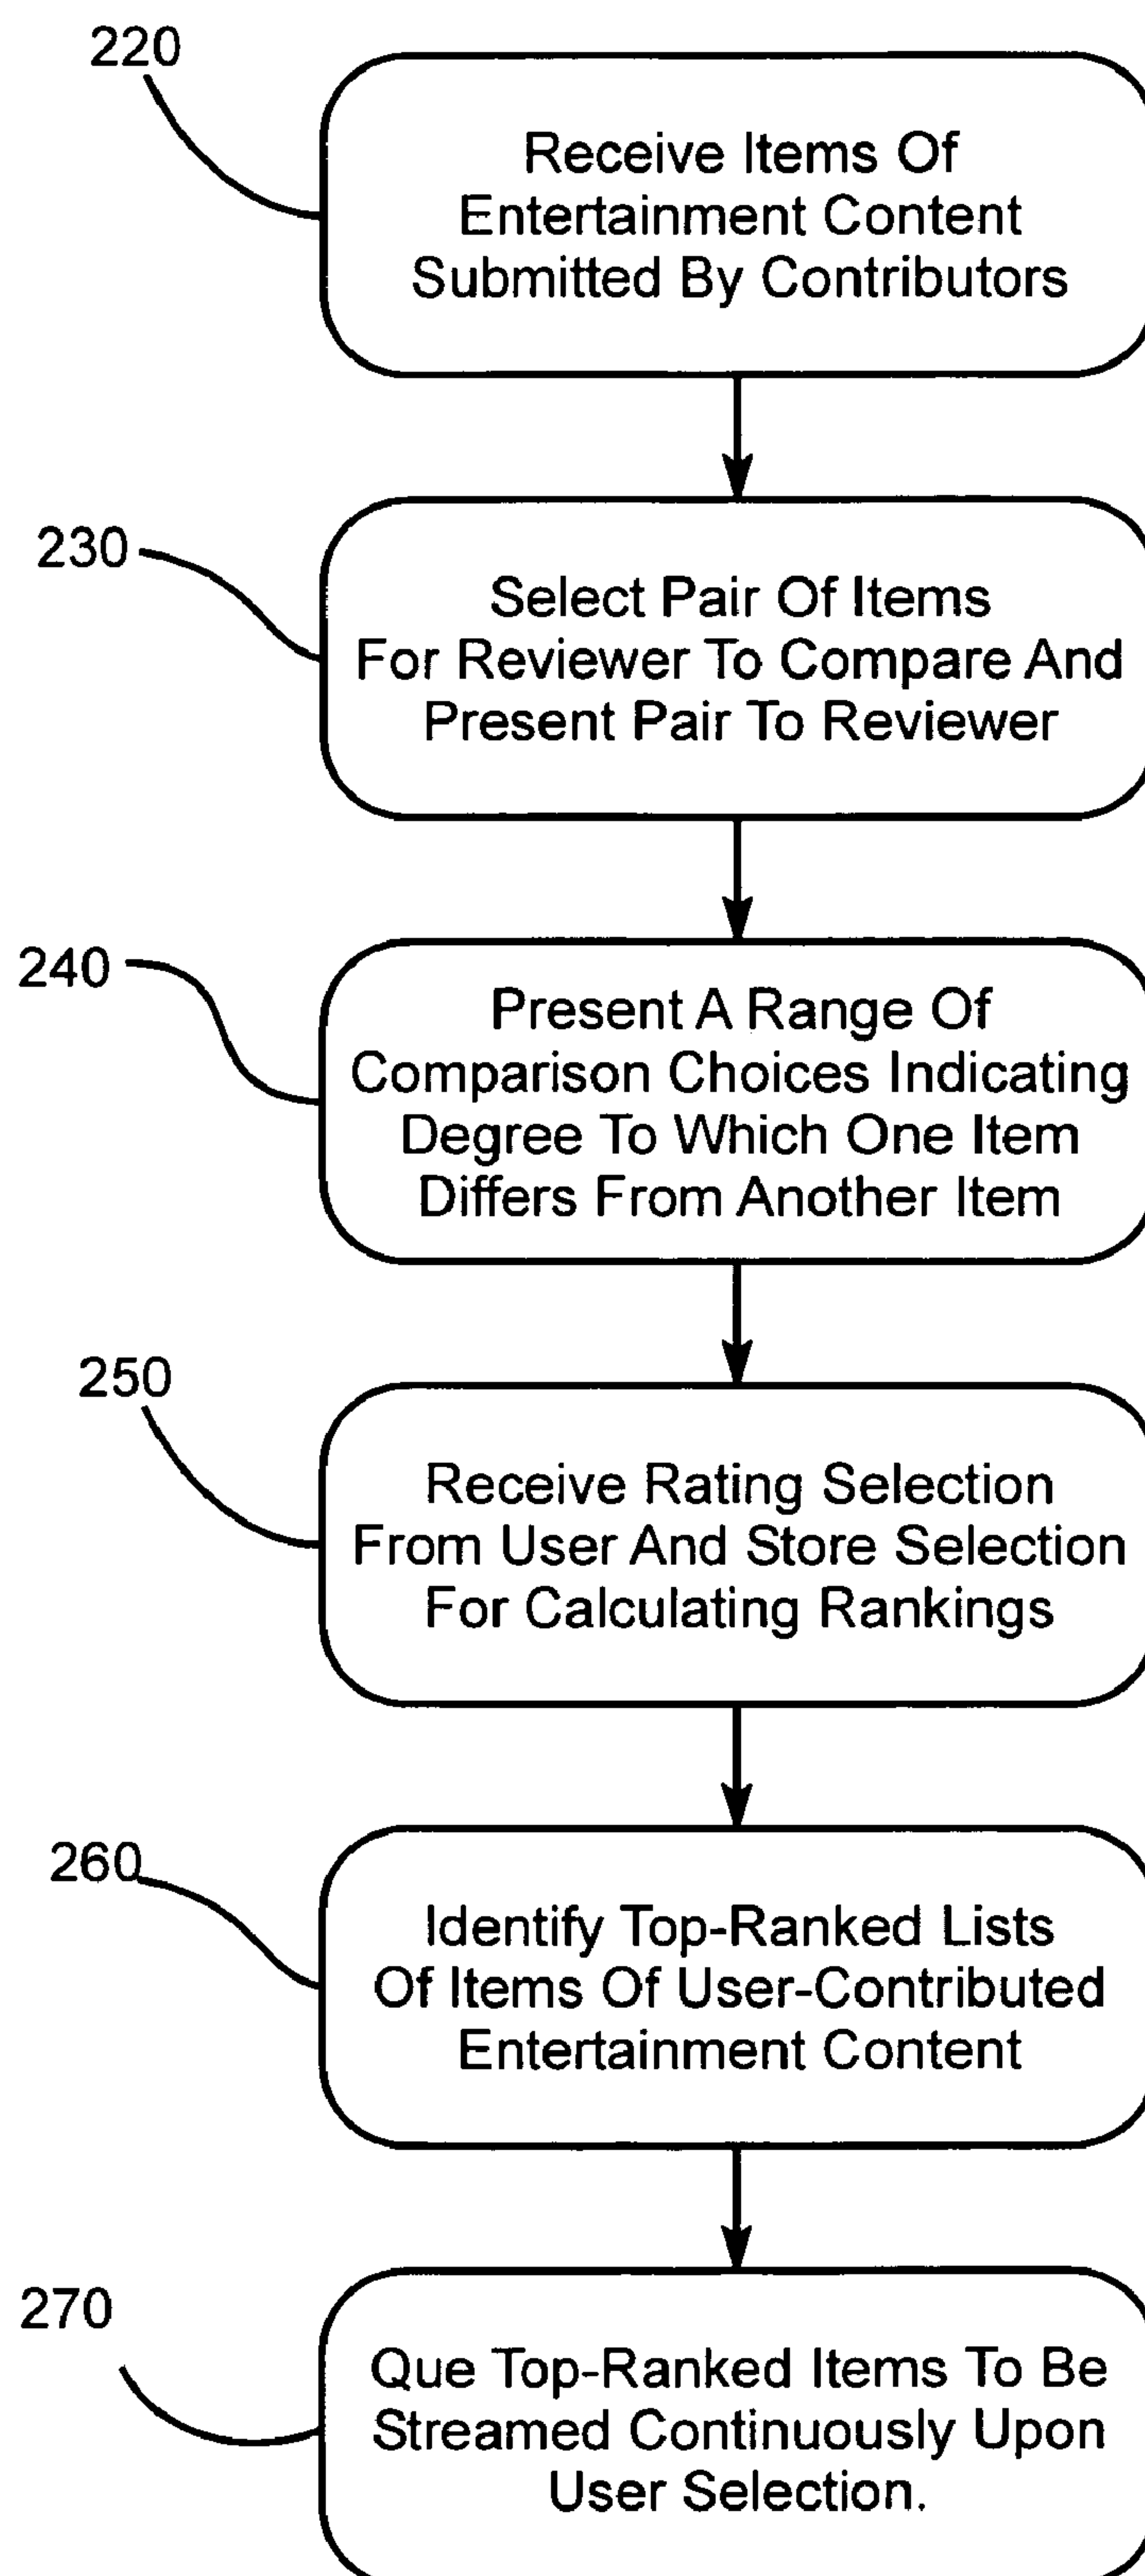 220
Receive Items Of
Entertainment Content
Submitted By Contributors
230
Select Pair Of Items
For Reviewer To Compare And
Present Pair To Reviewer
240
Present A Range Of
Comparison Choices Indicating
Degree To Which One Item
Differs From Another Item
250
Receive Rating Selection
From User And Store Selection
For Calculating Rankings
260
Identify Top-Ranked Lists
Of Items Of User-Contributed
Entertainment Content
270
Que Top-Ranked Items To Be
Streamed Continuously Upon
User Selection.